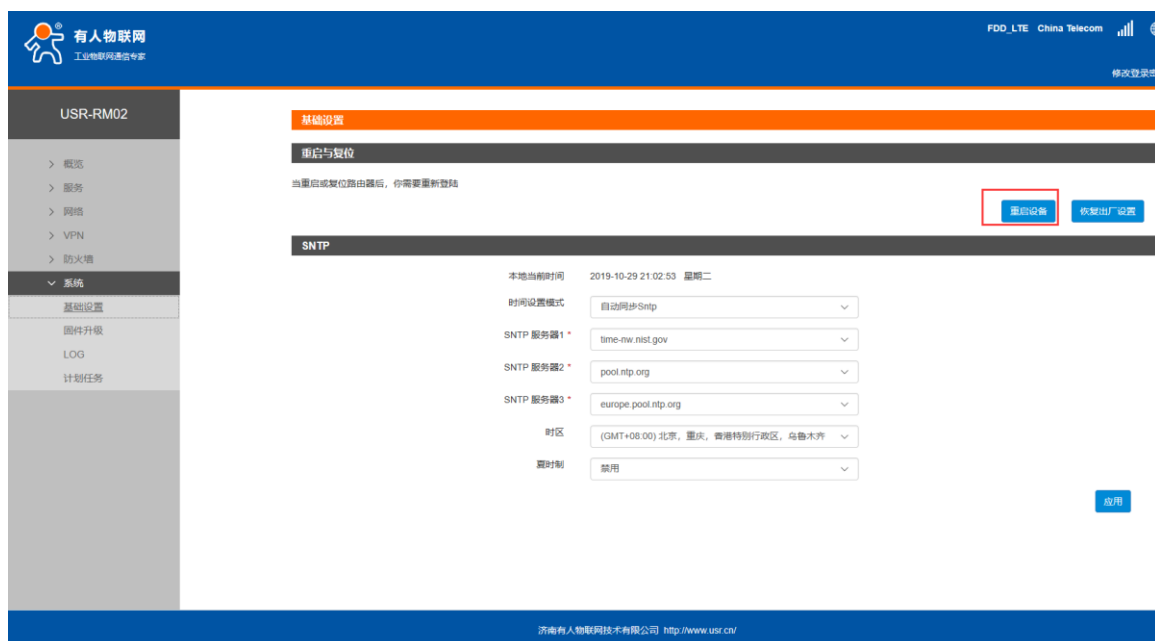 有人物联网
®
工业物联网通信专家
FDD_LTE China Telecom
修改登录密
USR-RM02
概览
服务
网络
VPN
防火墙
系统
基础设置
固件升级
LOG
计划任务
基础设置
重启与复位
当重启或复位路由器后，你需要重新登陆
重启设备 恢复出厂设置
SNTP
本地当前时间 2019-10-29 21:02:53 星期二
时间设置模式 自动同步Sntp
SNTP 服务器1 * time-nw.nist.gov
SNTP 服务器2 * pool.ntp.org
SNTP 服务器3 * europe.pool.ntp.org
时区 (GMT+08:00) 北京，重庆，香港特别行政区，乌鲁木齐
夏时制 禁用
应用
济南有人物联网技术有限公司 http://www.usr.cn/